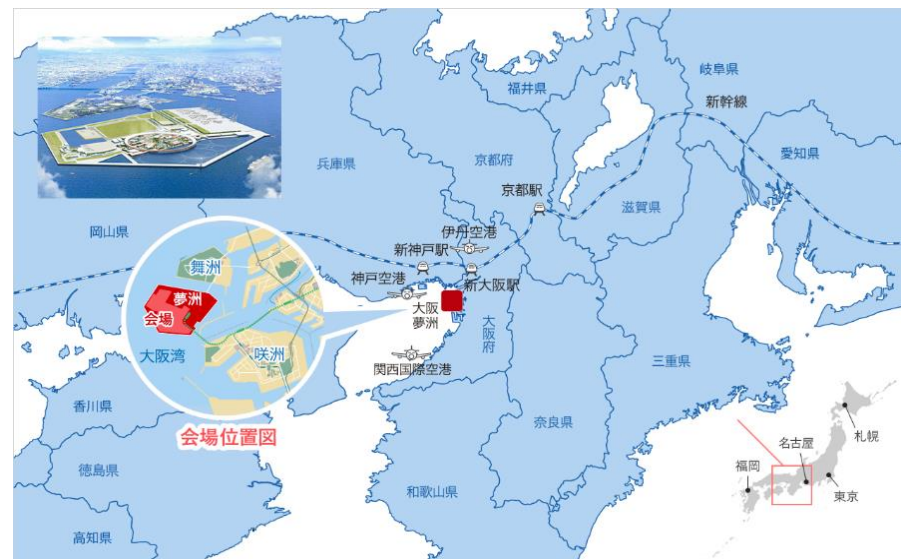 岐阜県
福井県
新幹線
兵庫県
京都府
愛知県
京都駅
滋賀県
岡山県
伊丹空港
新神戸駅
舞洲
神戸空港
新大阪駅
夢洲
会場
大阪
夢洲
大阪府
大阪湾
咲洲
関西国際空港
三重県
香川県
会場位置図
奈良県
札幌
名古屋
徳島県
福岡
和歌山県
東京
高知県